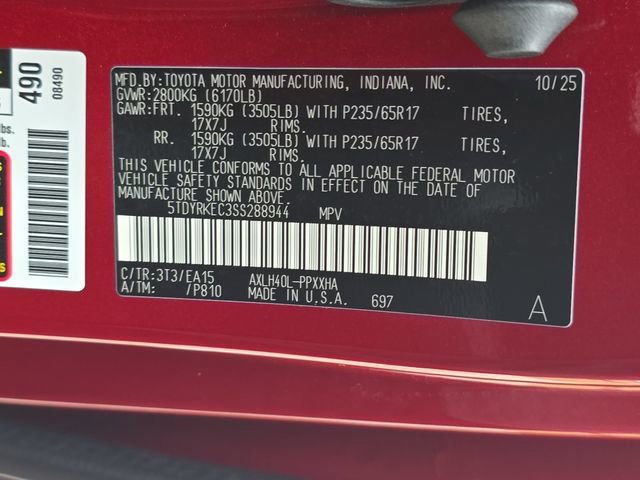 490
08490
lbs.
lb.
MFD.BY:TOYOTA MOTOR MANUFACTURING, INDIANA, INC. 10/25
GVWR:2800KG (6170LB)
GAWR:FRT. 1590KG (3505LB) WITH P235/65R17 TIRES,
17X7J RIMS.
RR. 1590KG (3505LB) WITH P235/65R17 TIRES,
17X7J RIMS.
THIS VEHICLE CONFORMS TO ALL APPLICABLE FEDERAL MOTOR
VEHICLE SAFETY STANDARDS IN EFFECT ON THE DATE OF
MANUFACTURE SHOWN ABOVE.
5TDYRKEC3SS288944 MPV
C/TR:3T3/EA15 AXLH40L-PPXXHA
A/TM: /P810 MADE IN U.S.A. 697
A